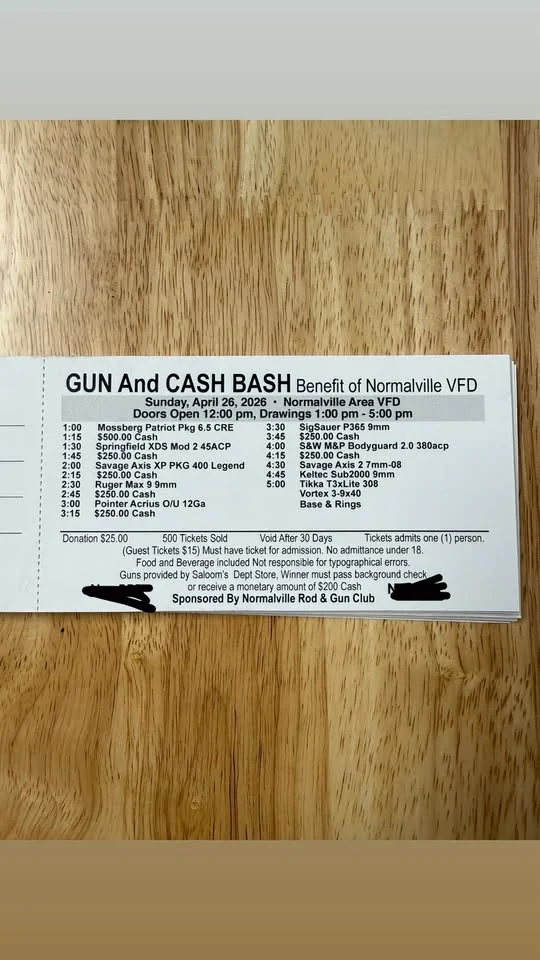 GUN And CASH BASH Benefit of Normalville VFD
Sunday, April 26, 2026 • Normalville Area VFD
Doors Open 12:00 pm, Drawings 1:00 pm - 5:00 pm
1:00 Mossberg Patriot Pkg 6.5 CRE
1:15 $500.00 Cash
1:30 Springfield XDS Mod 2 45ACP
1:45 $250.00 Cash
2:00 Savage Axis XP PKG 400 Legend
2:15 $250.00 Cash
2:30 Ruger Max 9 9mm
2:45 $250.00 Cash
3:00 Pointer Acrius O/U 12Ga
3:15 $250.00 Cash
3:30 SigSauer P365 9mm
3:45 $250.00 Cash
4:00 S&W M&P Bodyguard 2.0 380acp
4:15 $250.00 Cash
4:30 Savage Axis 2 7mm-08
4:45 Keltec Sub2000 9mm
5:00 Tikka T3xLite 308
Vortex 3-9x40
Base & Rings
Donation $25.00 500 Tickets Sold Void After 30 Days Tickets admits one (1) person.
(Guest Tickets $15) Must have ticket for admission. No admittance under 18.
Food and Beverage included Not responsible for typographical errors.
Guns provided by Saloom's Dept Store, Winner must pass background check
or receive a monetary amount of $200 Cash
Sponsored By Normalville Rod & Gun Club